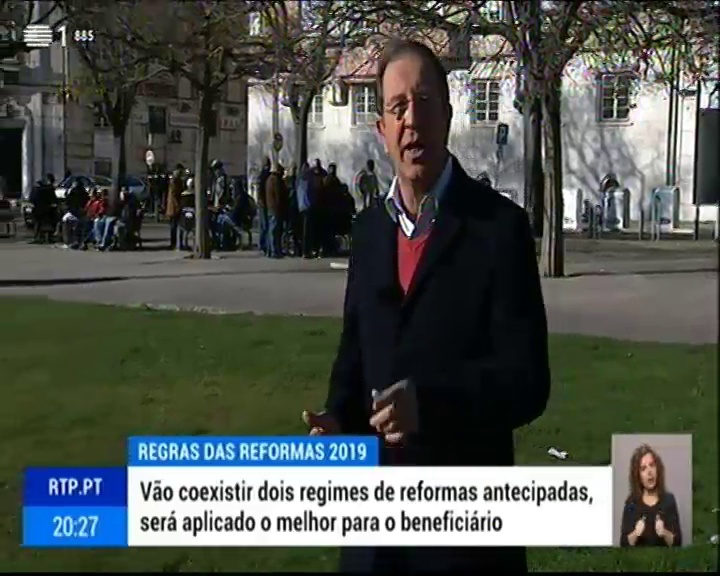 1 885
REGRAS DAS REFORMAS 2019
RTP.PT
Vão coexistir dois regimes de reformas antecipadas,
20:27
será aplicado o melhor para o beneficiário